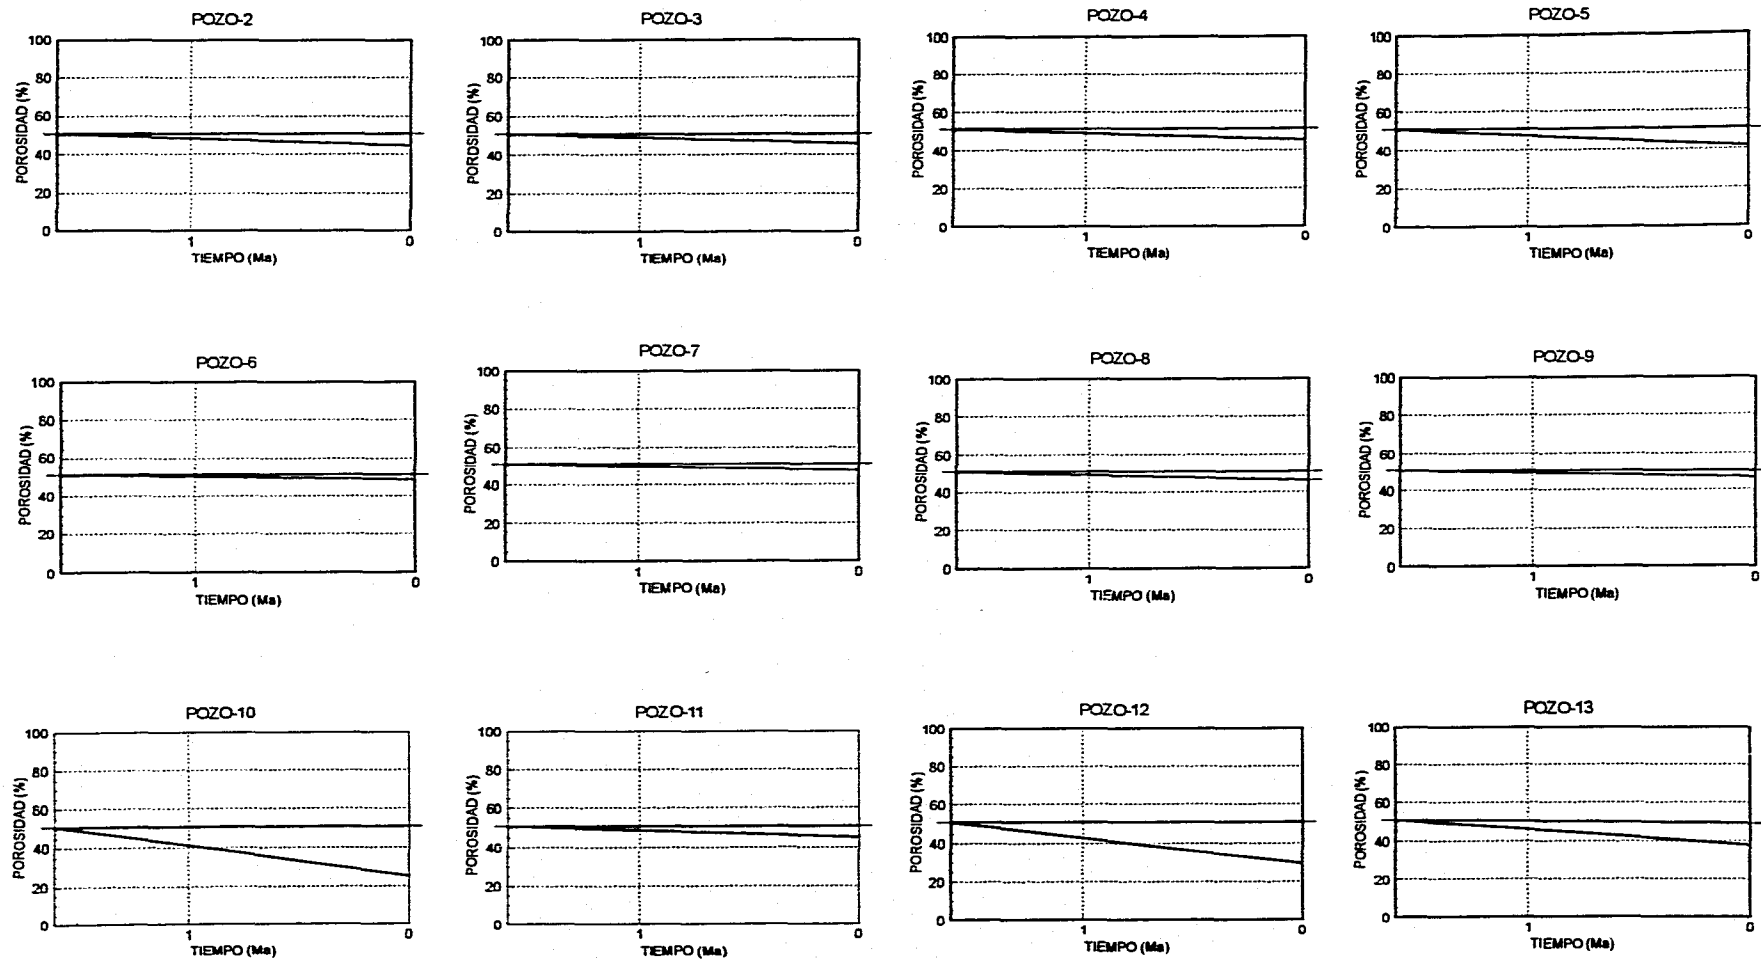 POZO-2
POROSIDAD (%)
100
80
60
40
20
0
1
0
TIEMPO (Ma)
POZO-3
POROSIDAD (%)
100
80
60
40
20
0
1
0
TIEMPO (Ma)
POZO-4
POROSIDAD (%)
100
80
60
40
20
0
1
0
TIEMPO (Ma)
POZO-5
POROSIDAD (%)
100
80
60
40
20
0
1
0
TIEMPO (Ma)
POZO-6
POROSIDAD (%)
100
80
60
40
20
0
1
0
TIEMPO (Ma)
POZO-7
POROSIDAD (%)
100
80
60
40
20
0
1
0
TIEMPO (Ma)
POZO-8
POROSIDAD (%)
100
80
60
40
20
0
1
0
TIEMPO (Ma)
POZO-9
POROSIDAD (%)
100
80
60
40
20
0
1
0
TIEMPO (Ma)
POZO-10
POROSIDAD (%)
100
80
60
40
20
0
1
0
TIEMPO (Ma)
POZO-11
POROSIDAD (%)
100
80
60
40
20
0
1
0
TIEMPO (Ma)
POZO-12
POROSIDAD (%)
100
80
60
40
20
0
1
0
TIEMPO (Ma)
POZO-13
POROSIDAD (%)
100
80
60
40
20
0
1
0
TIEMPO (Ma)